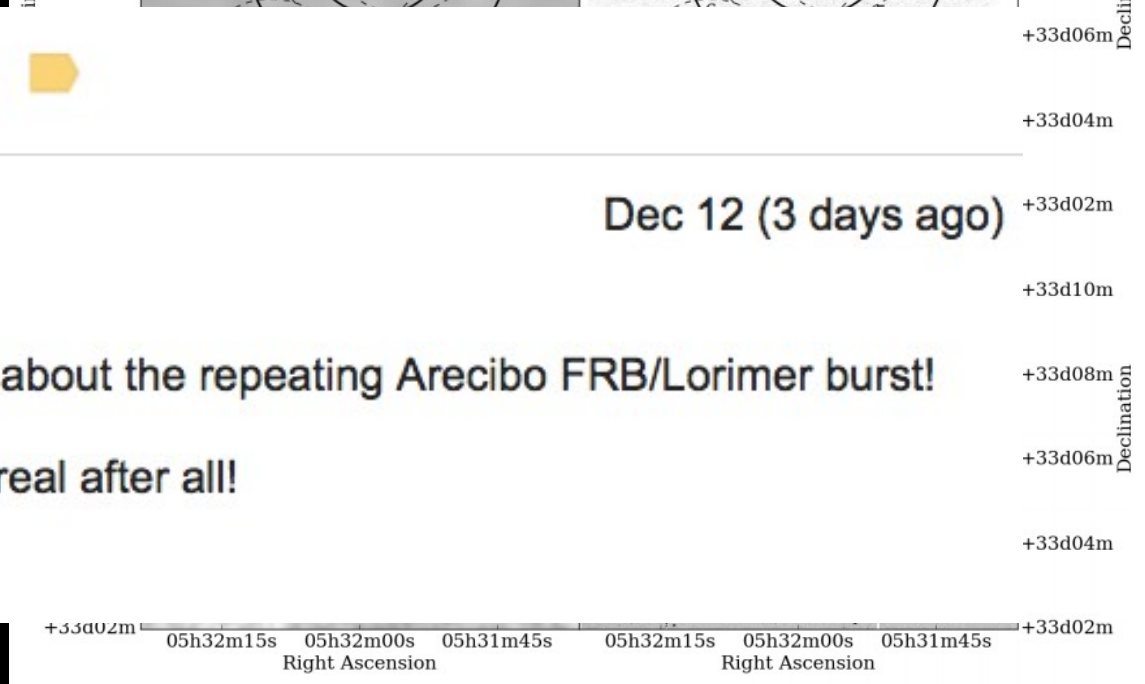 +33d06m
+33d04m
Dec 12 (3 days ago)
+33d02m
+33d10m
about the repeating Arecibo FRB/Lorimer burst!
+33d08m
Declination
real after all!
+33d06m
+33d04m
+33d02m
+33d02m
05h32m15s 05h32m00s 05h31m45s 05h32m15s 05h32m00s 05h31m45s
Right Ascension Right Ascension